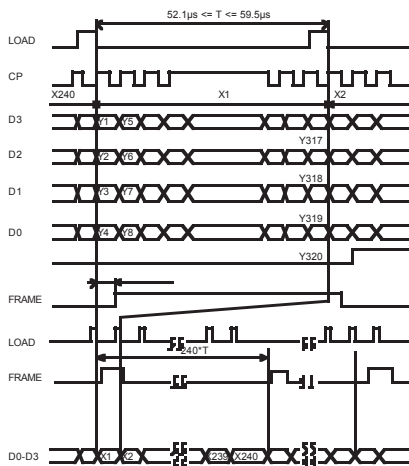 52.1µs <= T <= 59.5µs
LOAD
CP
X240 X1 X2
D3 Y1 Y5
Y317
D2 Y2 Y6
Y318
D1 Y3 Y7
Y319
D0 Y4 Y8
Y320
FRAME
LOAD
240*T
FRAME
D0-D3 X1 X2 X239 X240